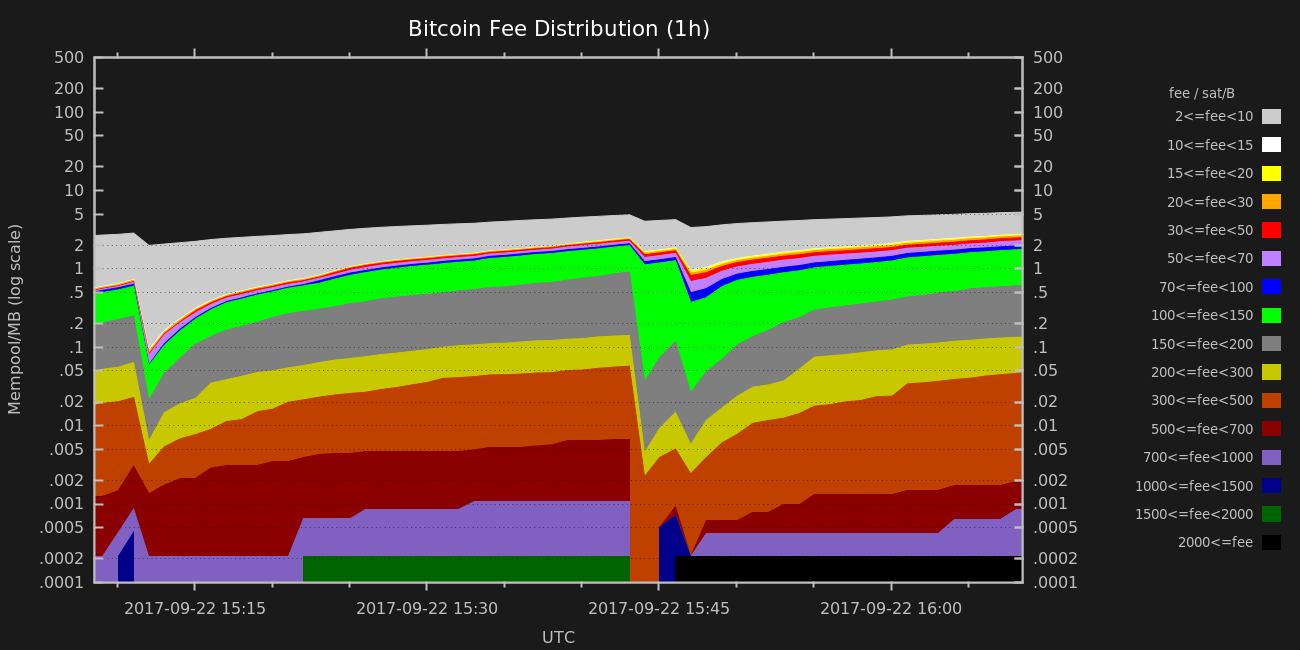 Bitcoin Fee Distribution (1h)
500
200
100
50
20
10
5
2
1
.5
.2
.1
.05
.02
.01
.005
.002
.001
.0005
.0002
.0001
Mempool/MB (log scale)
500
200
100
50
20
10
5
2
1
.5
.2
.1
.05
.02
.01
.005
.002
.001
.0005
.0002
.0001
2017-09-22 15:15
2017-09-22 15:30
2017-09-22 15:45
2017-09-22 16:00
UTC
fee / sat/B
2<=fee<10
10<=fee<15
15<=fee<20
20<=fee<30
30<=fee<50
50<=fee<70
70<=fee<100
100<=fee<150
150<=fee<200
200<=fee<300
300<=fee<500
500<=fee<700
700<=fee<1000
1000<=fee<1500
1500<=fee<2000
2000<=fee